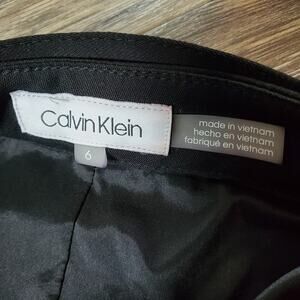 Calvin Klein
6
made in vietnam
hecho en vietnam
fabriqué en vietnam